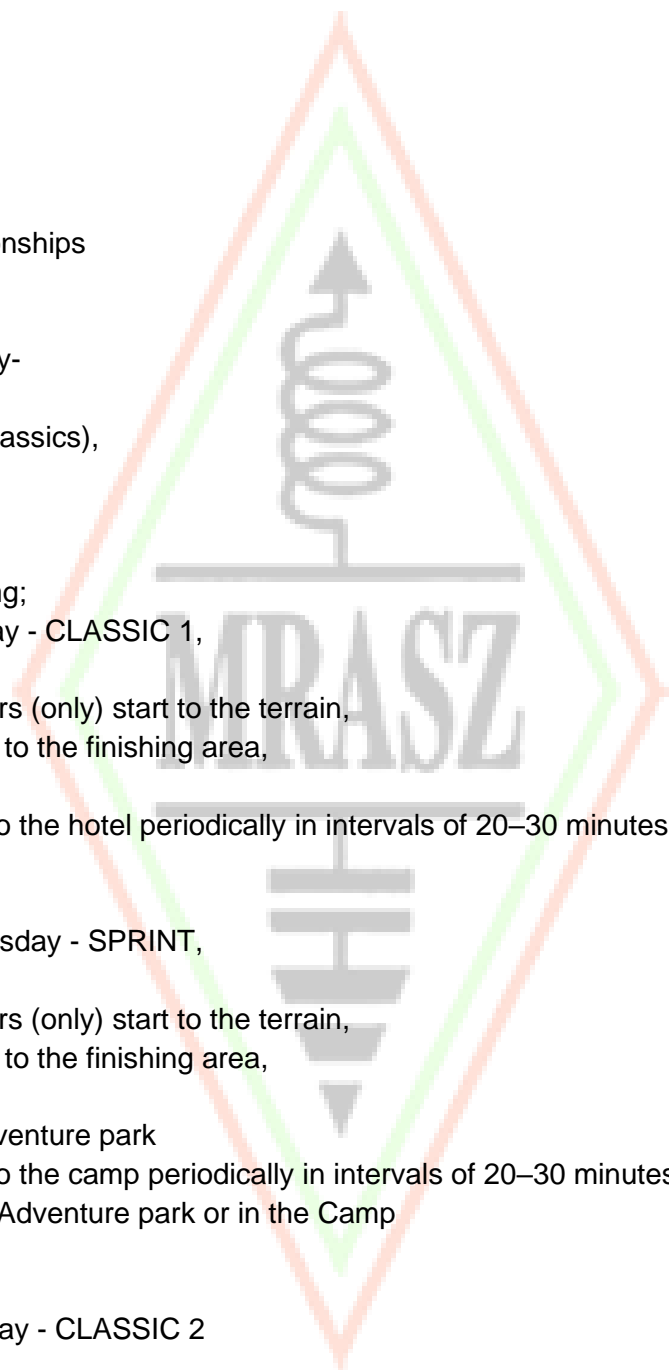 onships
y-
assics),
ng;
ay - CLASSIC 1,
rs (only) start to the terrain,
to the finishing area,
MRASZ
o the hotel periodically in intervals of 20–30 minutes
sday - SPRINT,
rs (only) start to the terrain,
to the finishing area,
venture park
o the camp periodically in intervals of 20–30 minutes
Adventure park or in the Camp
ay - CLASSIC 2